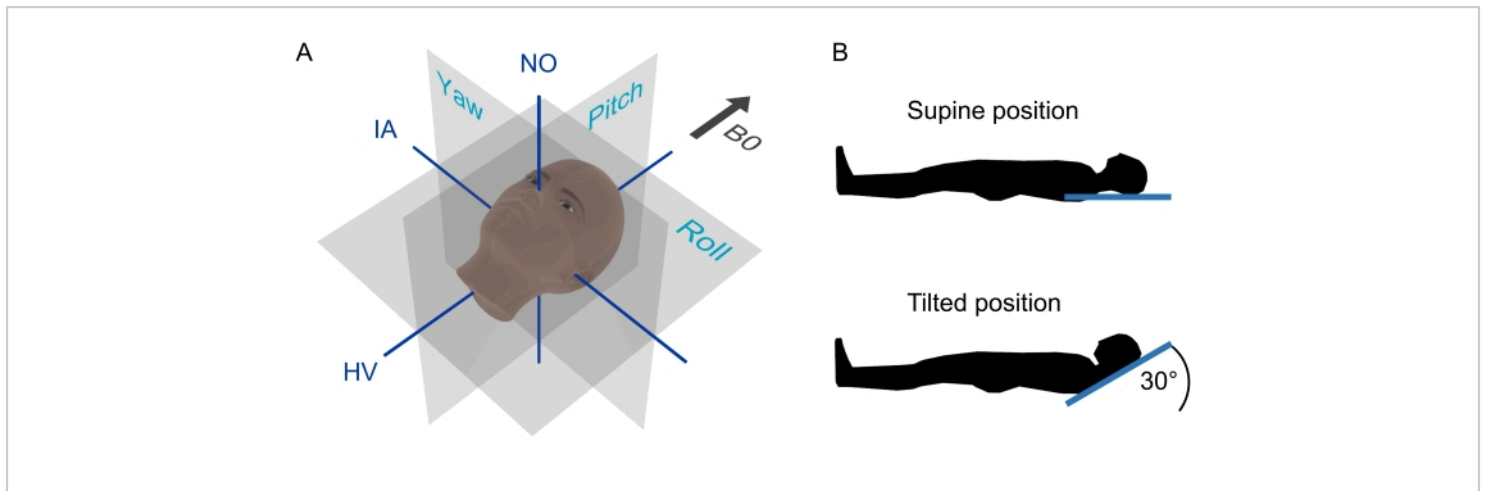 A
NO
Yaw
Pitch
IA
B0
Roll
HV
B
Supine position
Tilted position
30°